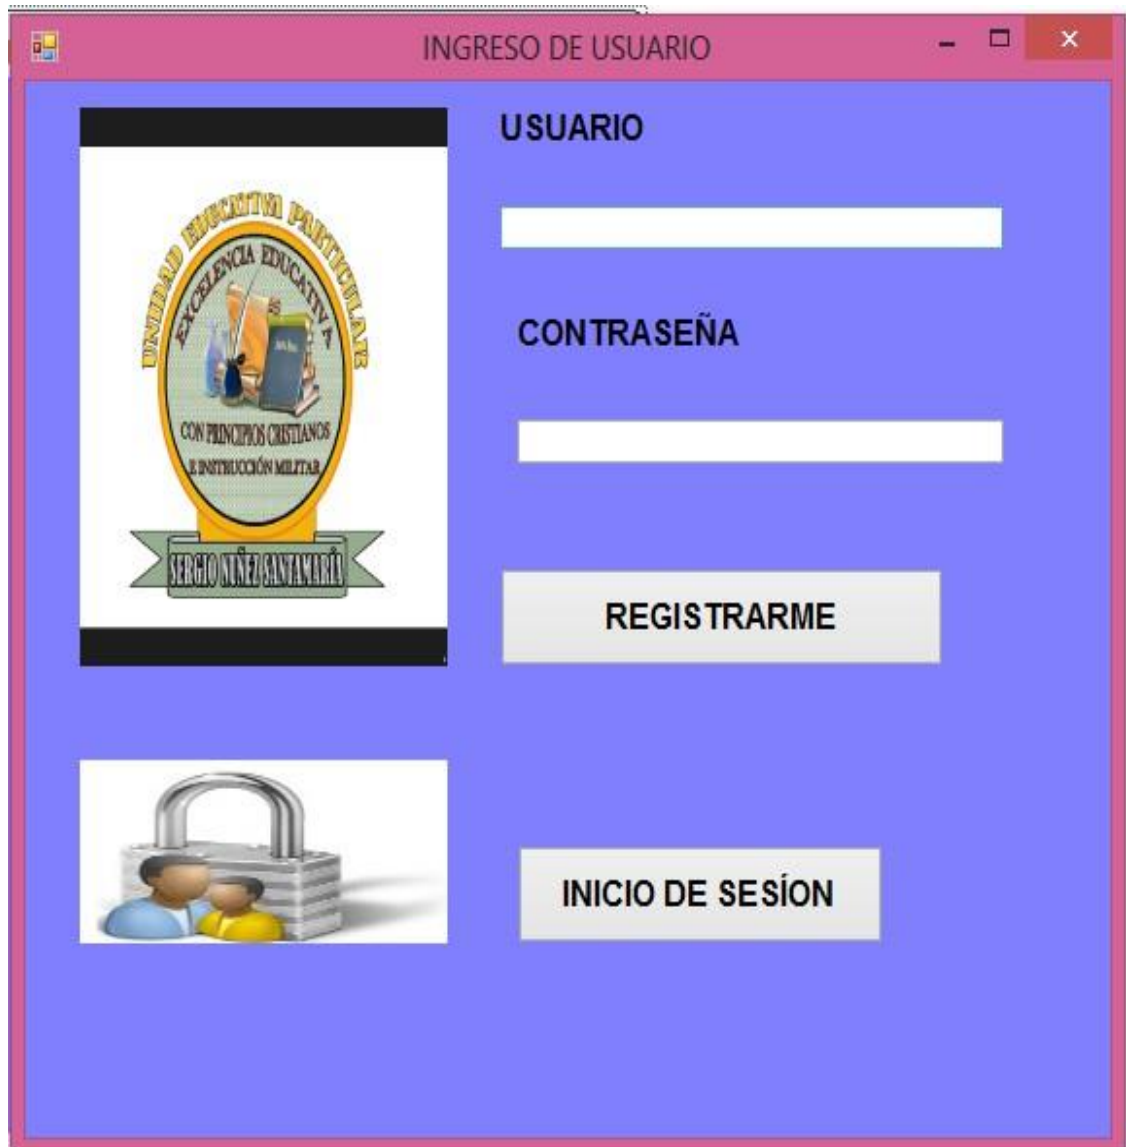 INGRESO DE USUARIO
UNIDAD EDUCATIVA PARTICULAR
EXCELENCIA EDUCATIVA
CON PRINCIPIOS CRISTIANOS
E INSTRUCCIÓN MILITAR
SERGIO NUÑEZ SANTAMARÍA
USUARIO
CONTRASEÑA
REGISTRARME
INICIO DE SESÍON